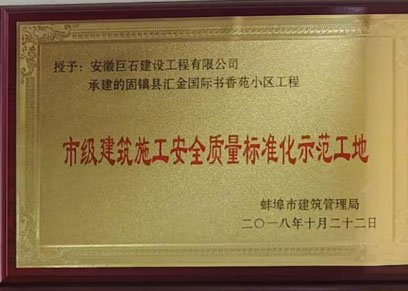 授予：安徽巨石建设工程有限公司
承建的固镇县汇金国际书香苑小区工程
市级建筑施工安全质量标准化示范工地
蚌埠市建筑管理局
二〇一八年十月二十二日